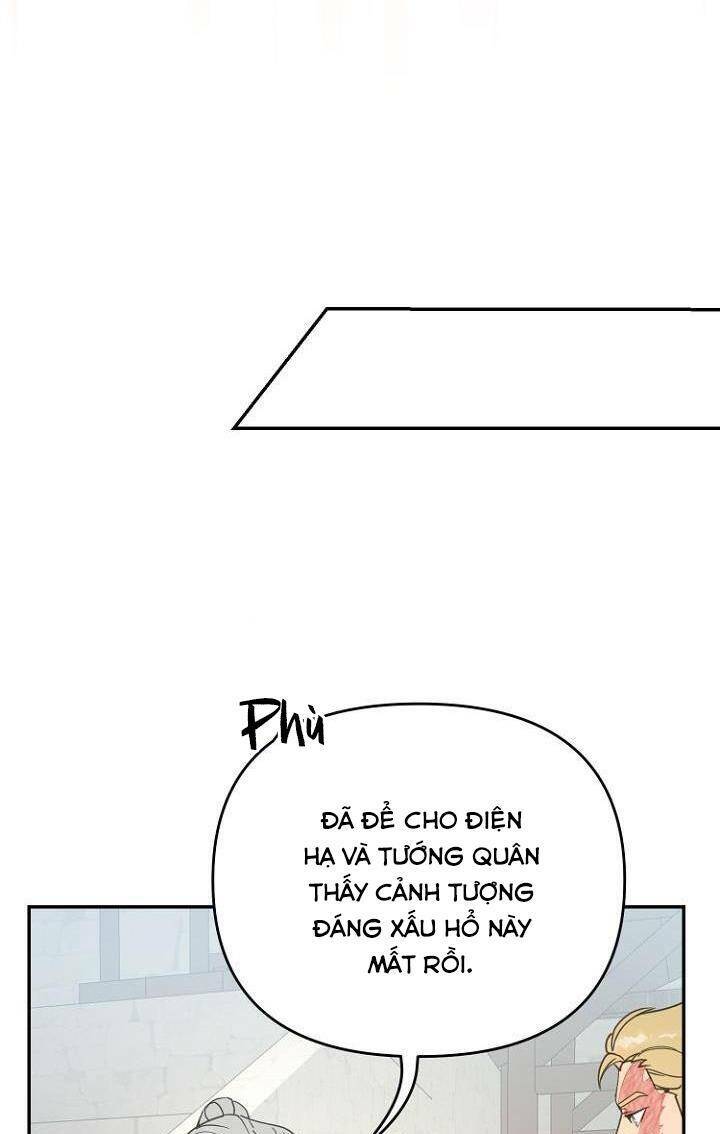 Phù
ĐÃ ĐỂ CHO ĐIỆN
HẠ VÀ TƯỚNG QUÂN
THẤY CẢNH TƯỢNG
ĐÁNG XẤU HỔ NÀY
MẤT RỒI.